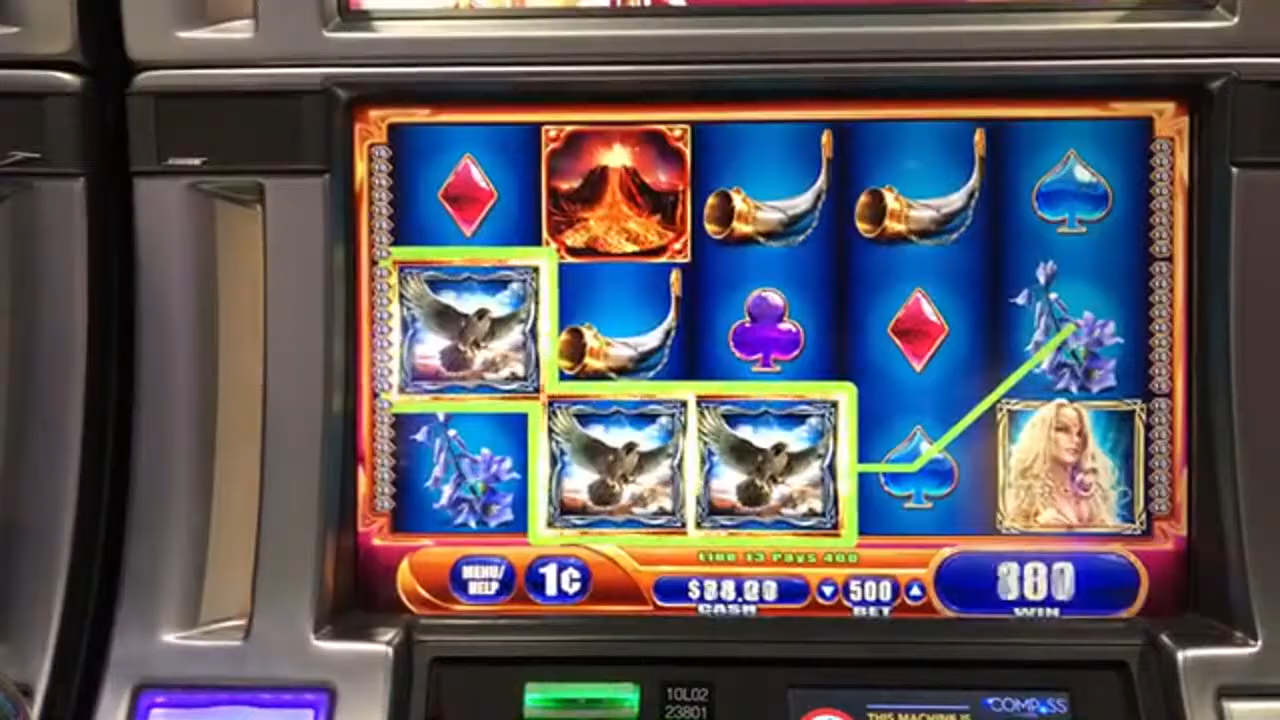 Line 13 Pays 400
MENU/
HELP
1¢
CASH
500
BET
WIN
10L02
23801
COMPASS
THIS MACHINE IS